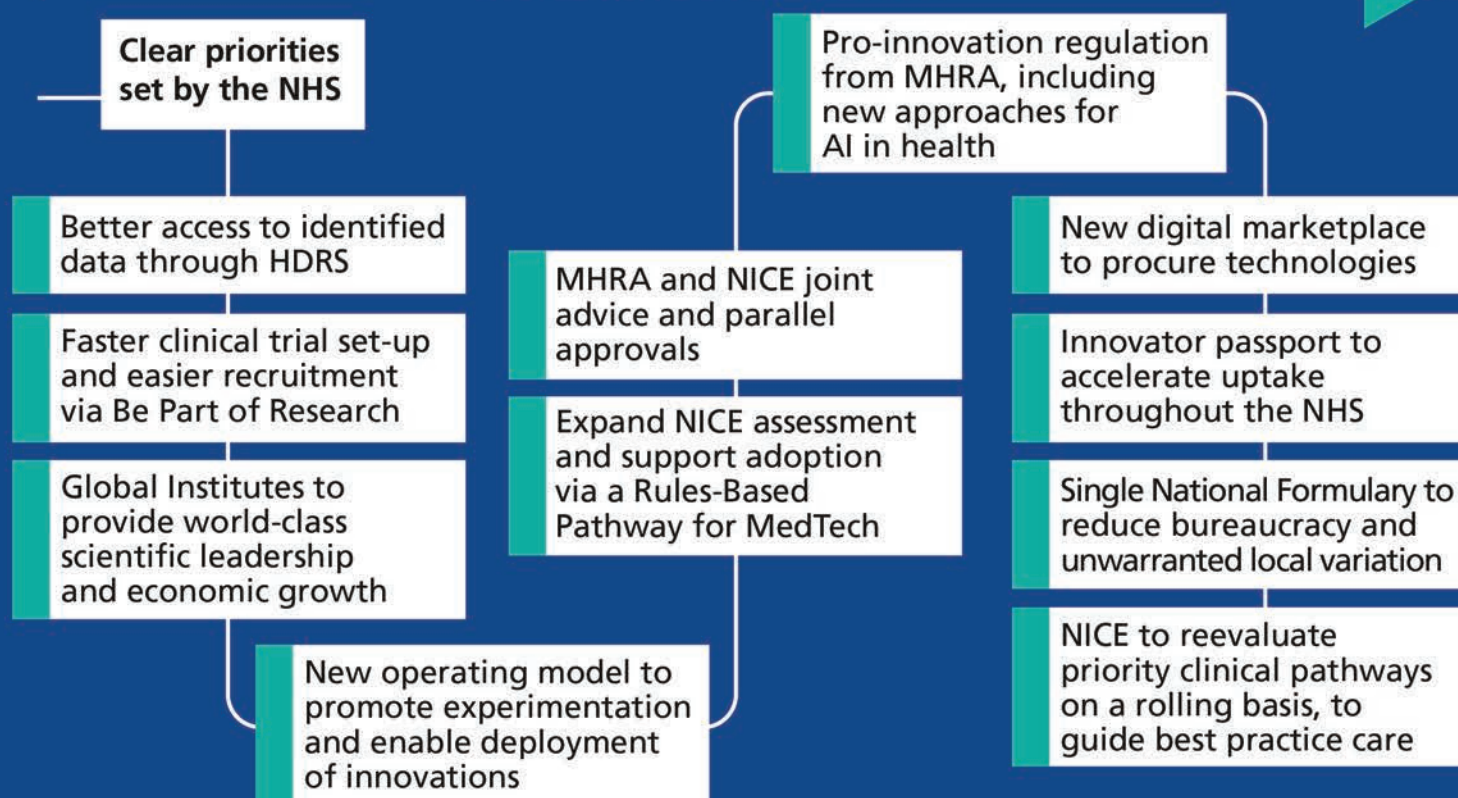 Clear priorities
set by the NHS
Better access to identified
data through HDRS
Faster clinical trial set-up
and easier recruitment
via Be Part of Research
Global Institutes to
provide world-class
scientific leadership
and economic growth
New operating model to
promote experimentation
and enable deployment
of innovations
Expand NICE assessment
and support adoption
via a Rules-Based
Pathway for MedTech
MHRA and NICE joint
advice and parallel
approvals
Pro-innovation regulation
from MHRA, including
new approaches for
AI in health
New digital marketplace
to procure technologies
Innovator passport to
accelerate uptake
throughout the NHS
Single National Formulary to
reduce bureaucracy and
unwarranted local variation
NICE to reevaluate
priority clinical pathways
on a rolling basis, to
guide best practice care